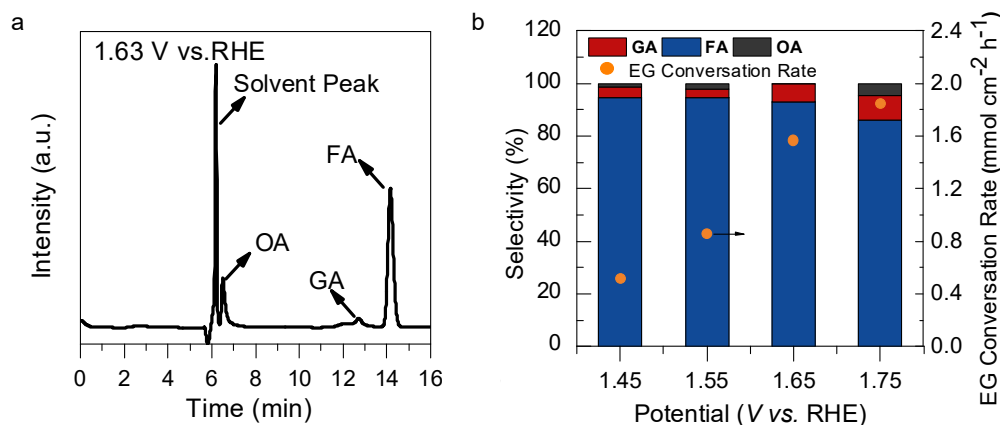 a
1.63 V vs.RHE
Solvent Peak
FA
OA
GA
Intensity (a.u.)
0 2 4 6 8 10 12 14 16
Time (min)
b
120
100
80
60
40
20
0
Selectivity (%)
GA FA OA
EG Conversation Rate
2.4
2.0
1.6
1.2
0.8
0.4
0.0
EG Conversation Rate (mmol cm⁻² h⁻¹)
1.45 1.55 1.65 1.75
Potential (V vs. RHE)